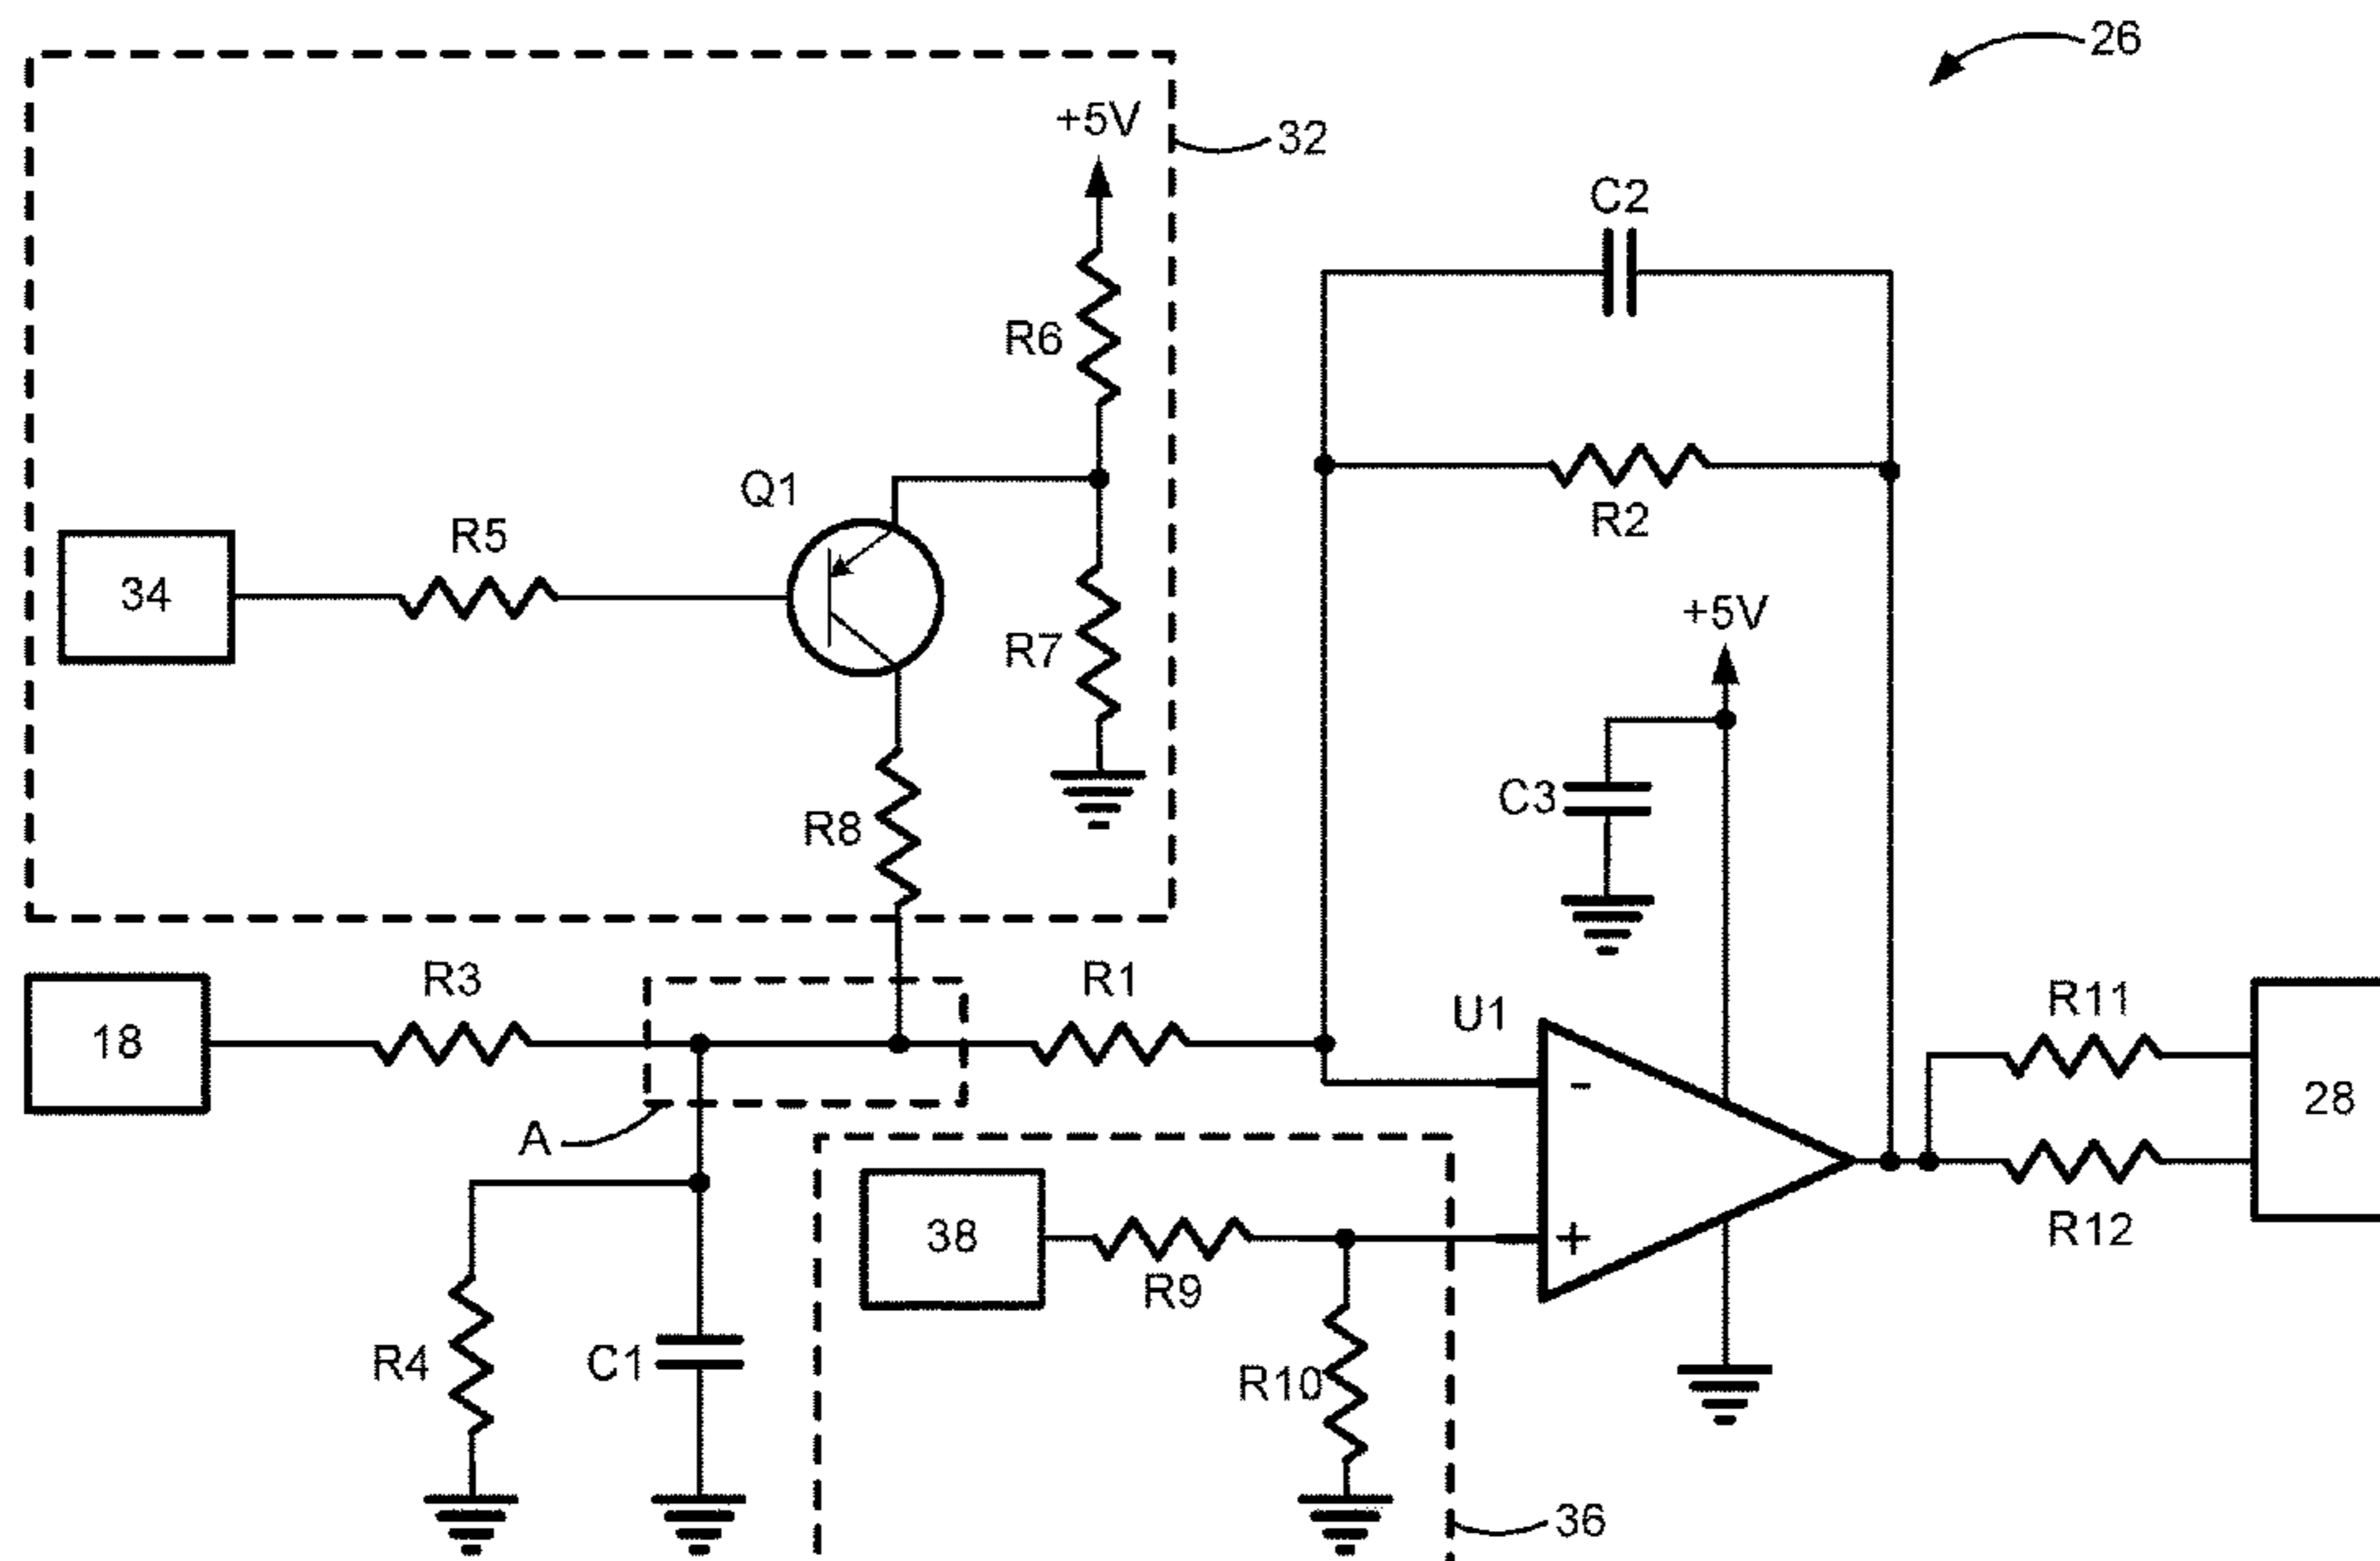 26
+5V
32
C2
R6
Q1
R5
R2
34
+5V
R7
C3
R8
R3
R1
R11
U1
18
-
28
A
38
+
R12
R9
R4
C1
R10
36